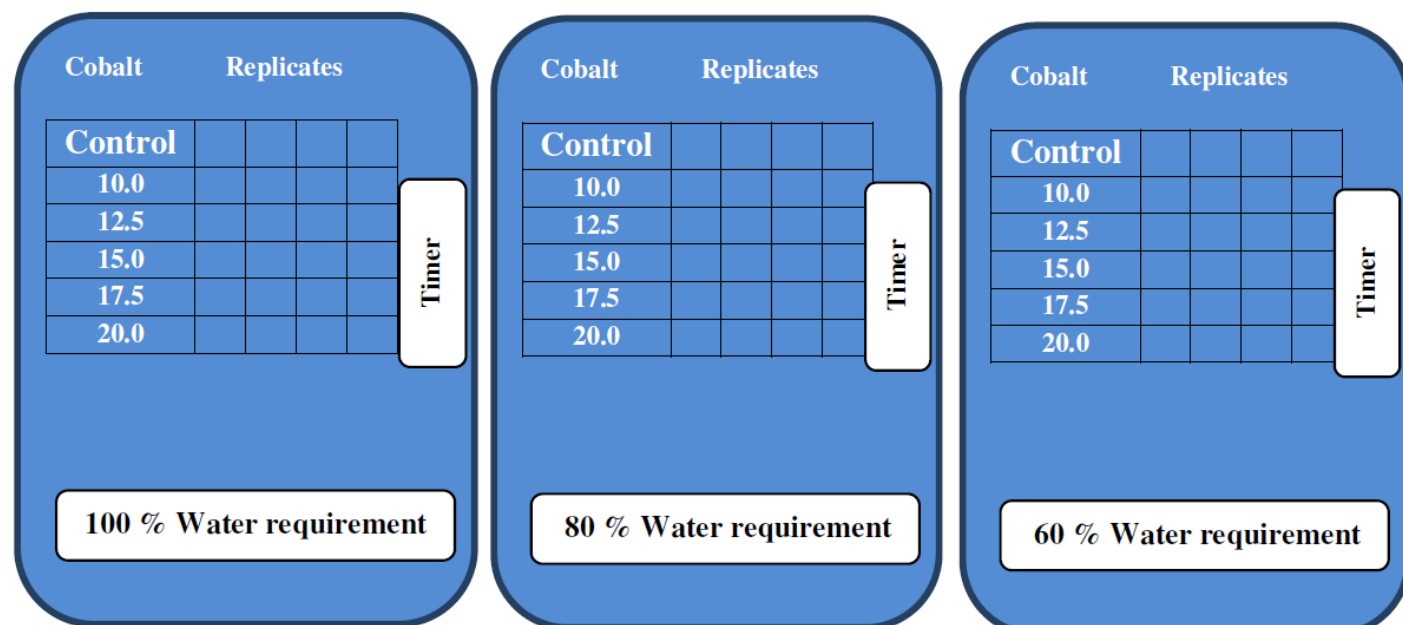 Cobalt Replicates
Control
10.0
12.5
15.0
17.5
20.0
Timer
100 % Water requirement
Cobalt Replicates
Control
10.0
12.5
15.0
17.5
20.0
Timer
80 % Water requirement
Cobalt Replicates
Control
10.0
12.5
15.0
17.5
20.0
Timer
60 % Water requirement